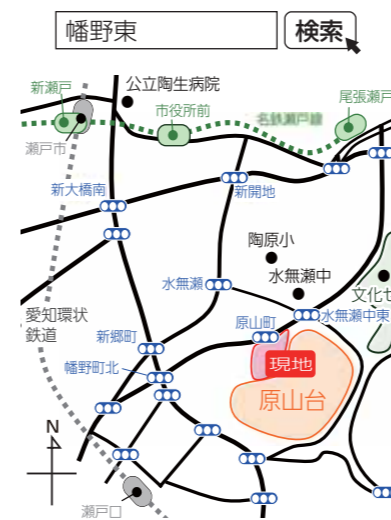 幡野東
検索
公立陶生病院
新瀬戸
市役所前
名鉄瀬戸線
尾張瀬戸
瀬戸市
新大橋南
新開地
陶原小
水無瀬
水無瀬中
文化セ
愛知環状
鉄道
新郷町
原山町
水無瀬中東
幡野町北
現地
原山台
N
瀬戸口